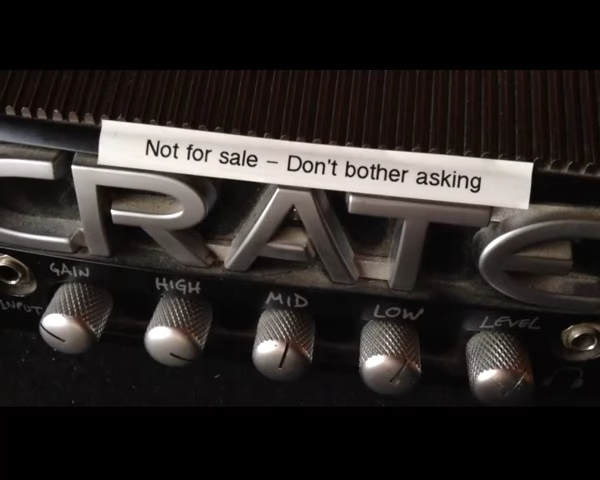 Not for sale – Don't bother asking
CRATE
GAIN HIGH MID LOW LEVEL
INPUT